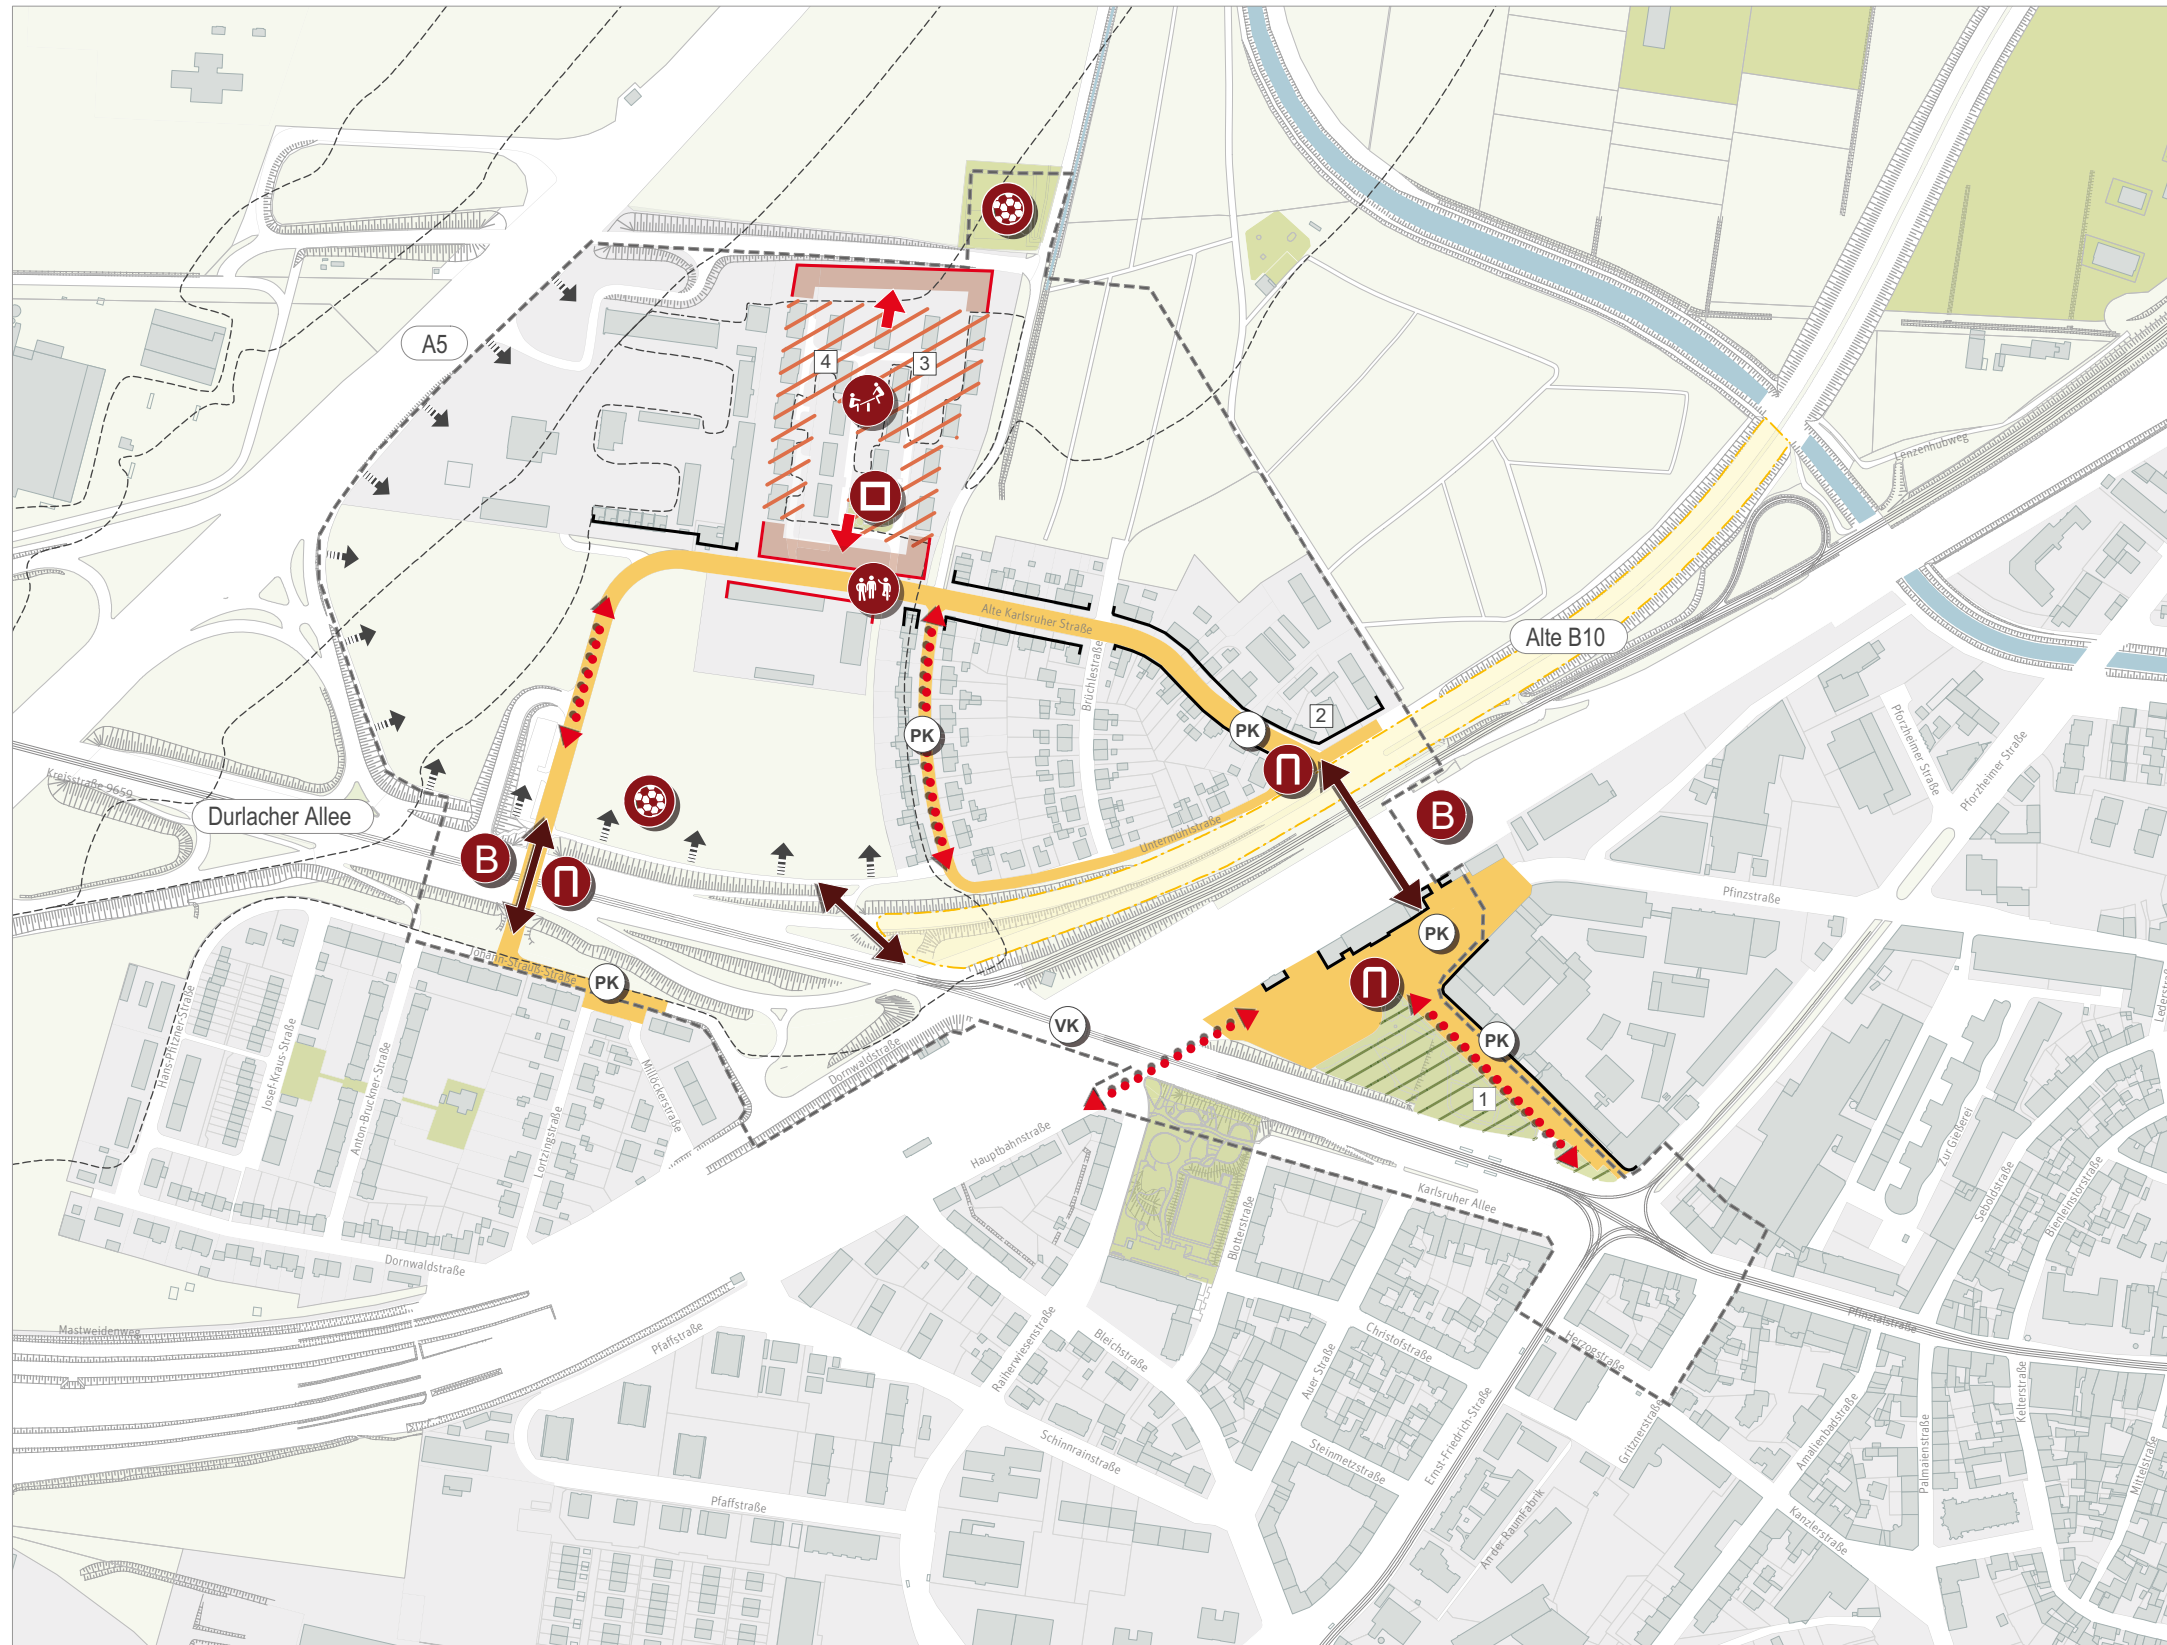 A5
4
3
Lenzenhubweg
Alte Karlsruher Straße
Alte B10
Brüchlestraße
2
PK
PK
Pforzheimer Straße
Pforzheimer Straße
Kreisstraße 9659
Durlacher Allee
B
B
Untermühlstraße
Pfinzstraße
PK
Johann-Strauß-Straße
PK
Hans-Pfitzner-Straße
Josef-Kraus-Straße
Anton-Bruckner-Straße
Lortzingstraße
Millöckerstraße
Dornwaldstraße
VK
PK
1
Hauptbahnstraße
Karlsruher Allee
Blotterstraße
Zur Gießerei
Seboldstraße
Bienleinstorstraße
Dornwaldstraße
Mastweidenweg
Pfaffstraße
Raiherwiesenstraße
Bleichstraße
Auer Straße
Christofstraße
Herzogstraße
Pfinztalstraße
Ernst-Friedrich-Straße
Gritznerstraße
Amalienbadstraße
Palmaienstraße
Kelterstraße
Mittelstraße
Schinnrainstraße
Steinmetzstraße
Pfaffstraße
An der RaumFabrik
Kanzlerstraße